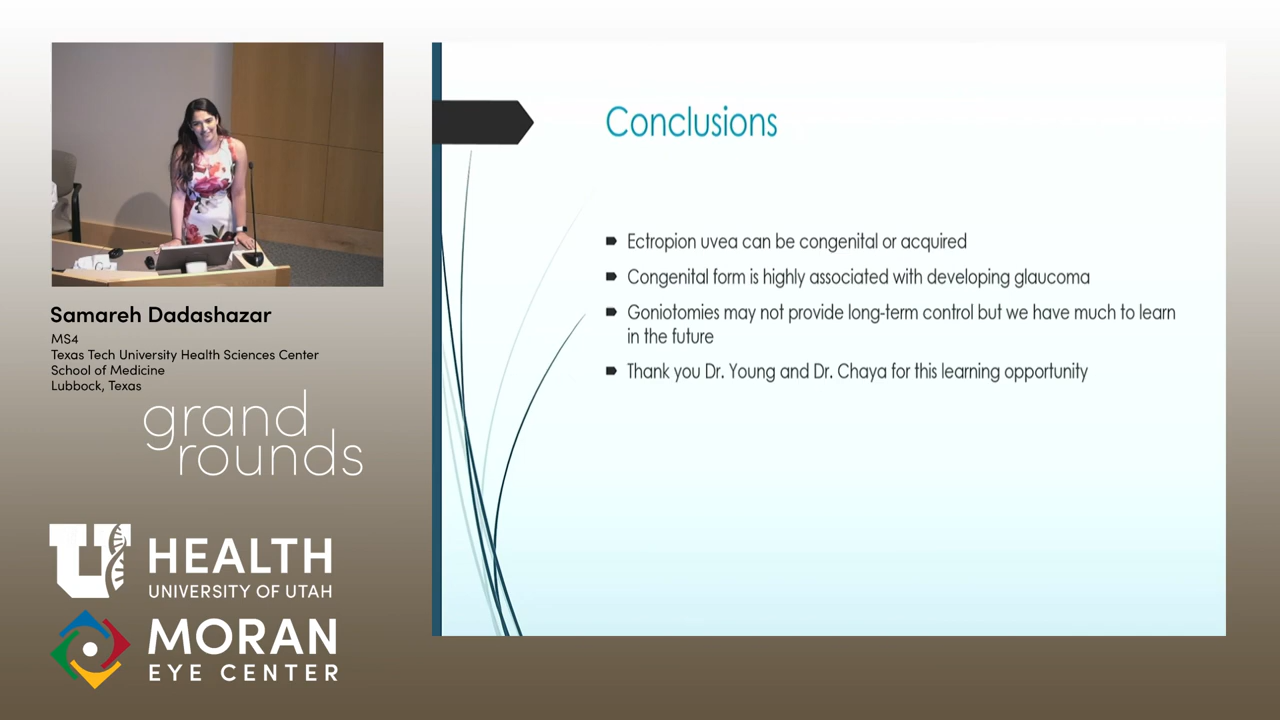 Samareh Dadashazar
MS4
Texas Tech University Health Sciences Center
School of Medicine
Lubbock, Texas
grand
rounds
U HEALTH
UNIVERSITY OF UTAH
MORAN
EYE CENTER
Conclusions
Ectropion uvea can be congenital or acquired
Congenital form is highly associated with developing glaucoma
Goniotomies may not provide long-term control but we have much to learn
in the future
Thank you Dr. Young and Dr. Chaya for this learning opportunity